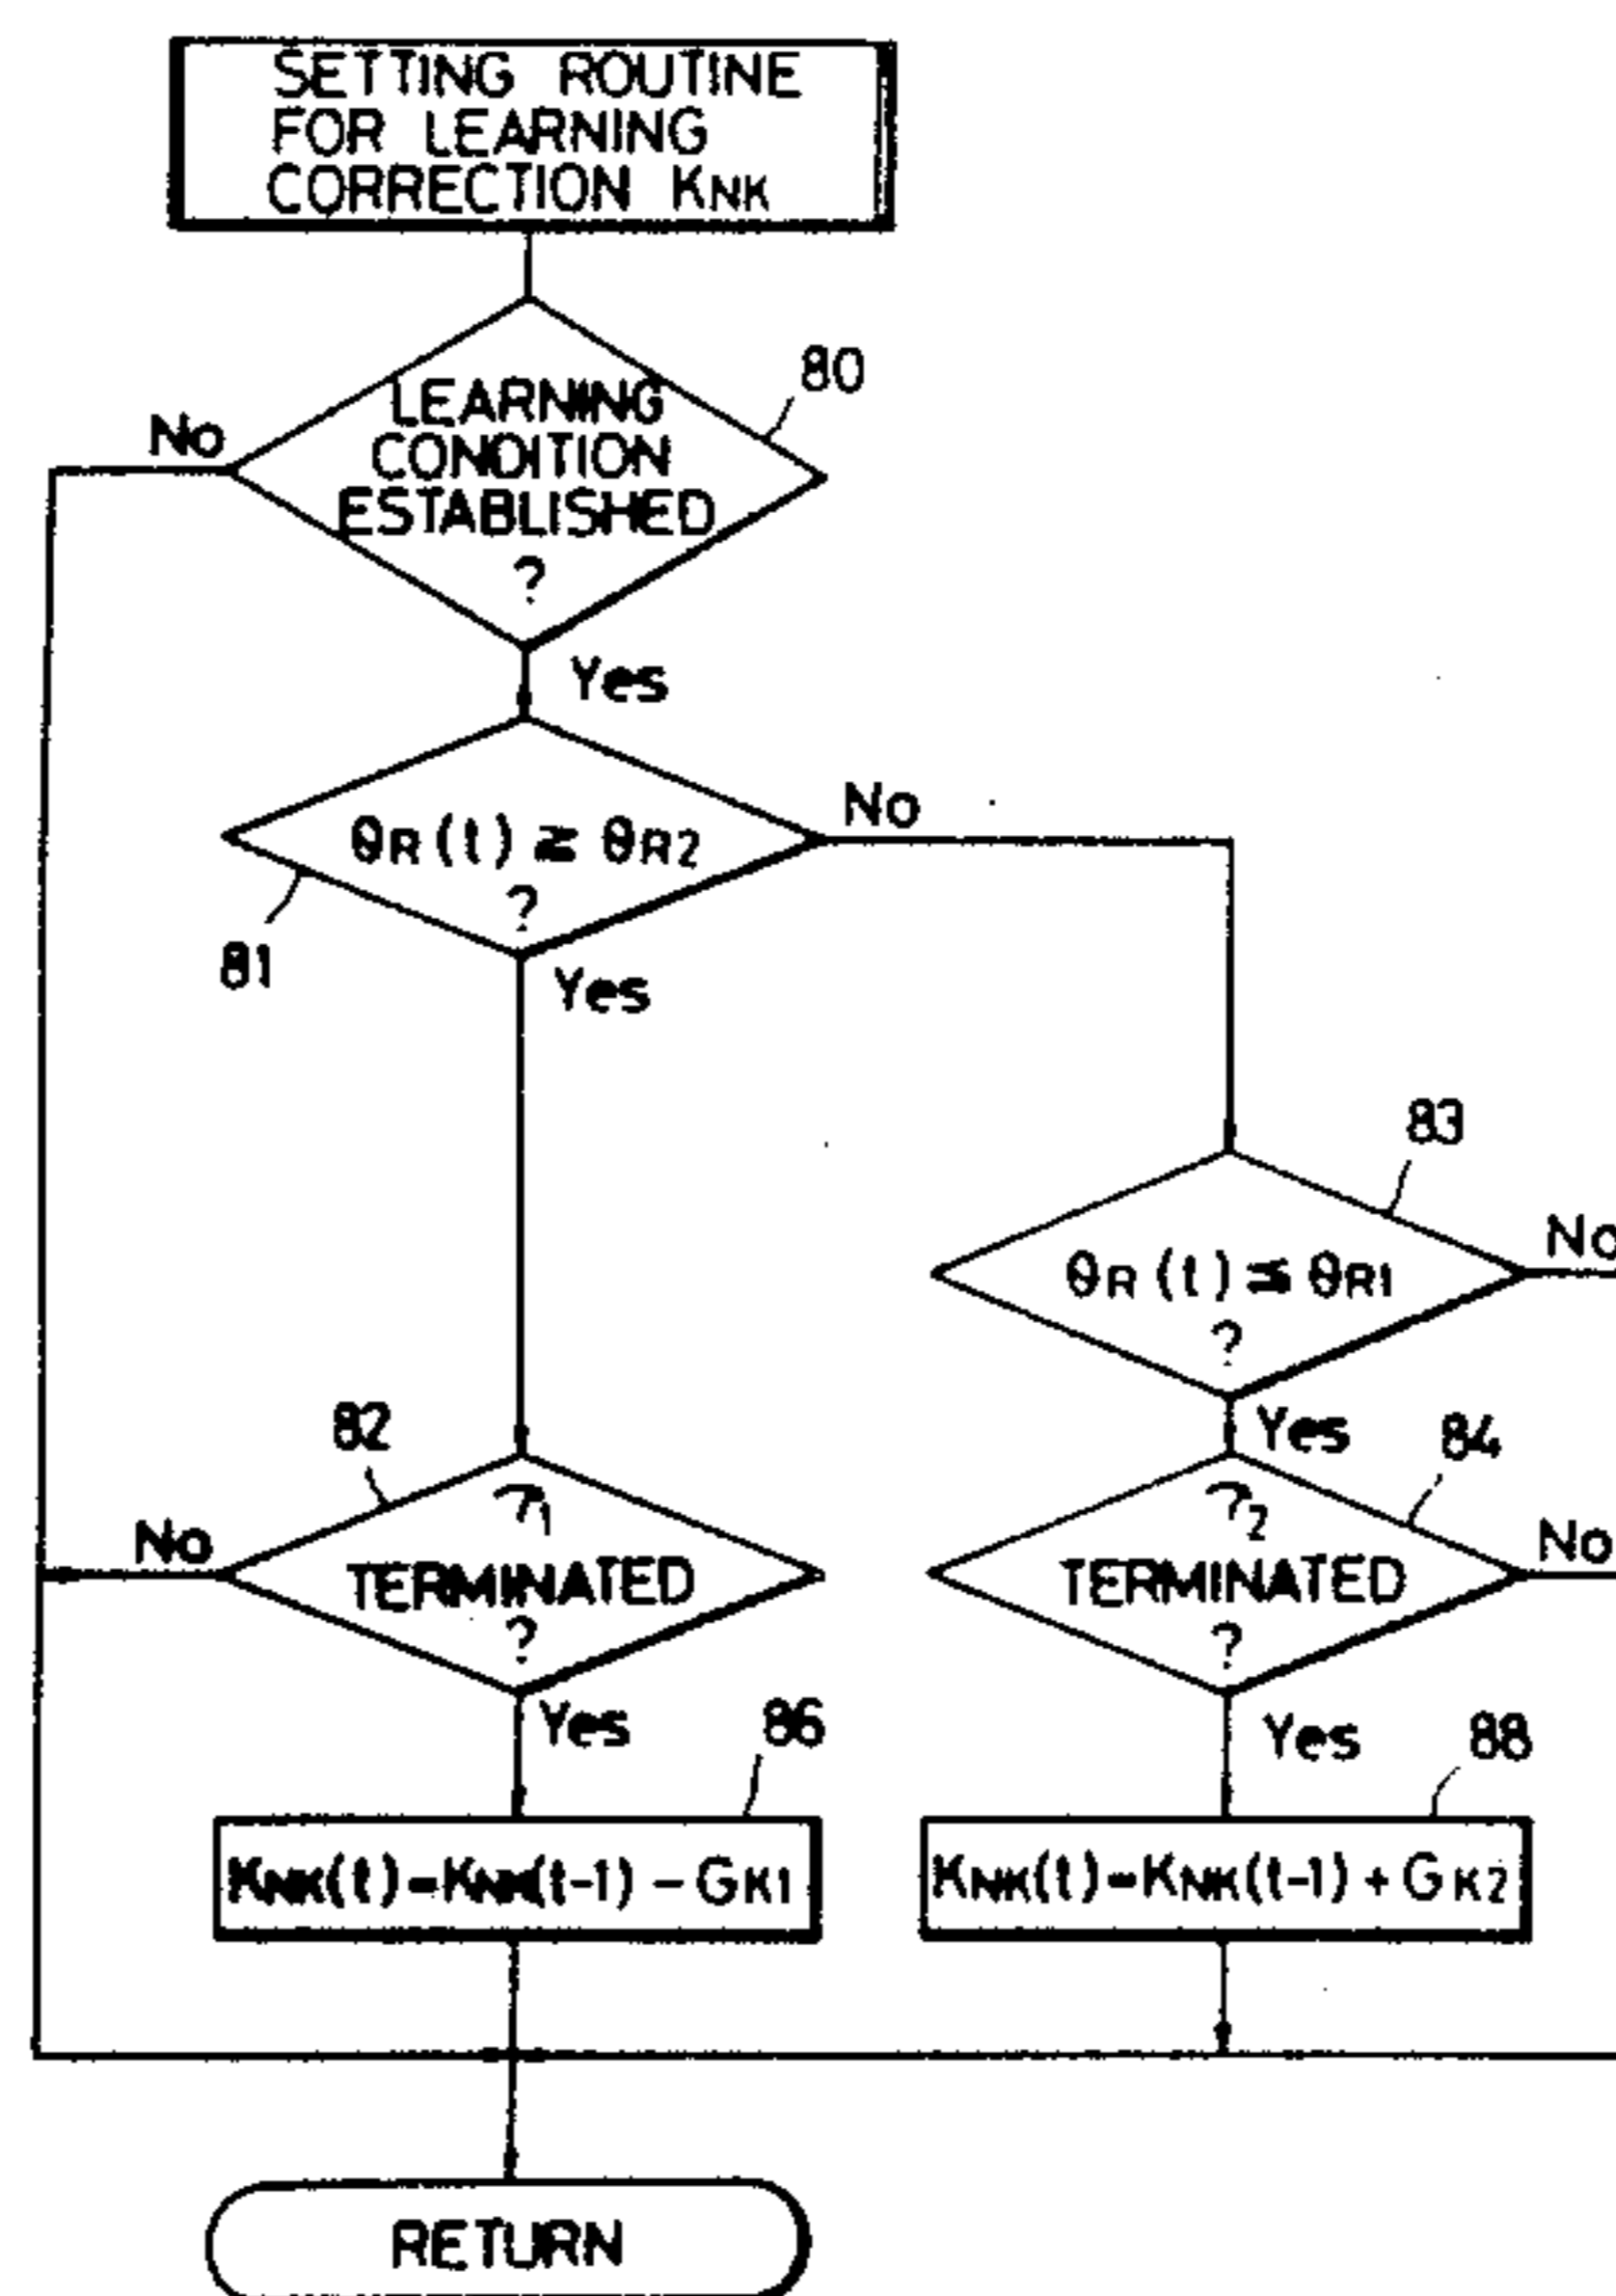 SETTING ROUTINE
FOR LEARNING
CORRECTION KNK
80
LEARNING
CONDITION
ESTABLISHED
?
No
Yes
θR(t) ≧ θR2
?
No
81
Yes
83
θR(t) ≦ θR1
?
No
Yes
82
τ1
TERMINATED
?
No
Yes
84
τ2
TERMINATED
?
No
Yes
86
KNK(t)=KNK(t-1)-GK1
88
KNK(t)=KNK(t-1)+GK2
RETURN